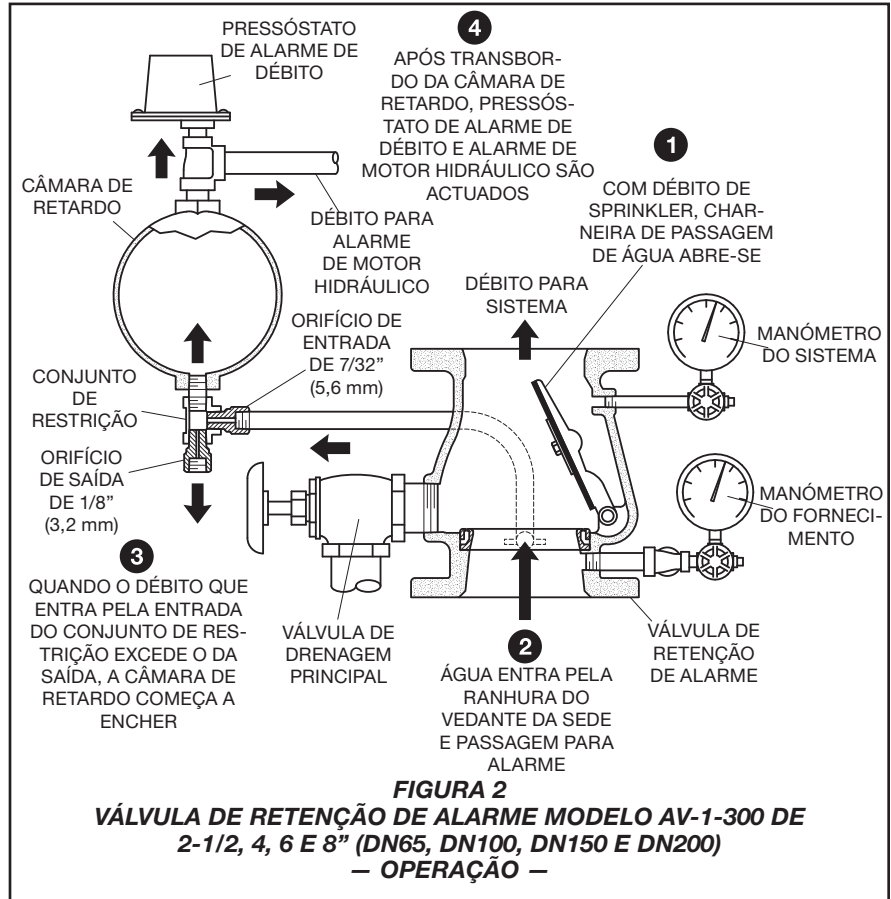 PRESSÓSTATO
DE ALARME DE
DÉBITO
4
APÓS TRANSBOR-
DO DA CÂMARA DE
RETARDO, PRESSÓS-
TATO DE ALARME DE
DÉBITO E ALARME DE
MOTOR HIDRÁULICO SÃO
ACTUADOS
1
COM DÉBITO DE
SPRINKLER, CHAR-
NEIRA DE PASSAGEM
DE ÁGUA ABRE-SE
CÂMARA DE
RETARDO
DÉBITO PARA
ALARME
DE MOTOR
HIDRÁULICO
DÉBITO PARA
SISTEMA
MANÓMETRO
DO SISTEMA
ORIFÍCIO DE
ENTRADA
DE 7/32”
(5,6 mm)
CONJUNTO
DE
RESTRIÇÃO
ORIFÍCIO
DE SAÍDA
DE 1/8”
(3,2 mm)
MANÓMETRO
DO FORNECI-
MENTO
3
QUANDO O DÉBITO QUE
ENTRA PELA ENTRADA
DO CONJUNTO DE RES-
TRIÇÃO EXCEDE O DA
SAÍDA, A CÂMARA DE
RETARDO COMEÇA A
ENCHER
VÁLVULA DE
DRENAGEM
PRINCIPAL
2
ÁGUA ENTRA PELA
RANHURA DO
VEDANTE DA SEDE
E PASSAGEM PARA
ALARME
VÁLVULA DE
RETENÇÃO
DE ALARME
FIGURA 2
VÁLVULA DE RETENÇÃO DE ALARME MODELO AV-1-300 DE
2-1/2, 4, 6 E 8” (DN65, DN100, DN150 E DN200)
— OPERAÇÃO —